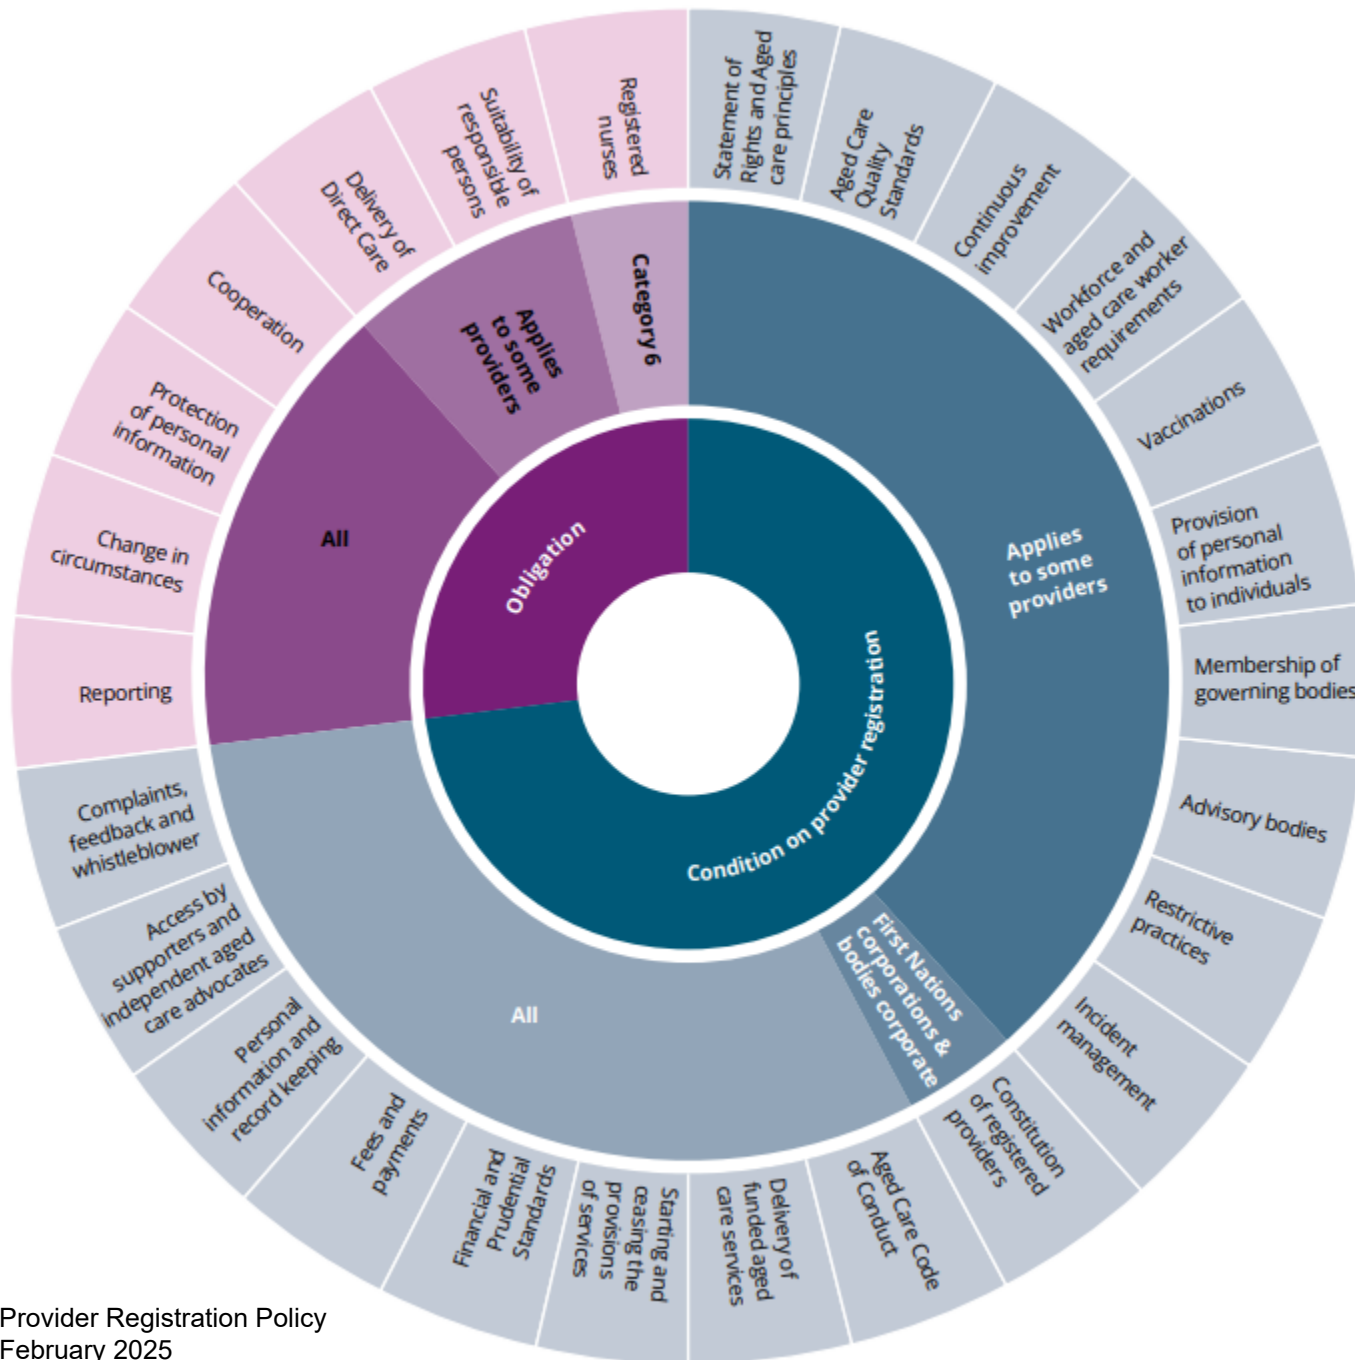 Statement of
Rights and Aged
care principles
Aged Care
Quality
Standards
Continuous
improvement
Workforce and
aged care worker
requirements
Vaccinations
Provision
of personal
information
to individuals
Membership of
governing bodies
Advisory bodies
Restrictive
practices
Incident
management
Constitution
of registered
providers
Aged Care Code
of Conduct
Delivery of
funded aged
care services
Starting and
ceasing the
provisions
of services
Financial and
Prudential
Standards
Fees and
payments
Personal
information and
record keeping
Access by
supporters and
independent aged
care advocates
Complaints,
feedback and
whistleblower
Reporting
Change in
circumstances
Protection
of personal
information
Cooperation
Delivery of
Direct Care
Suitability of
responsible
persons
Registered
nurses
Applies
to some
providers
First Nations
corporations &
bodies corporate
All
All
Applies
to some
providers
Category 6
Obligation
Condition on provider registration
Provider Registration Policy
February 2025